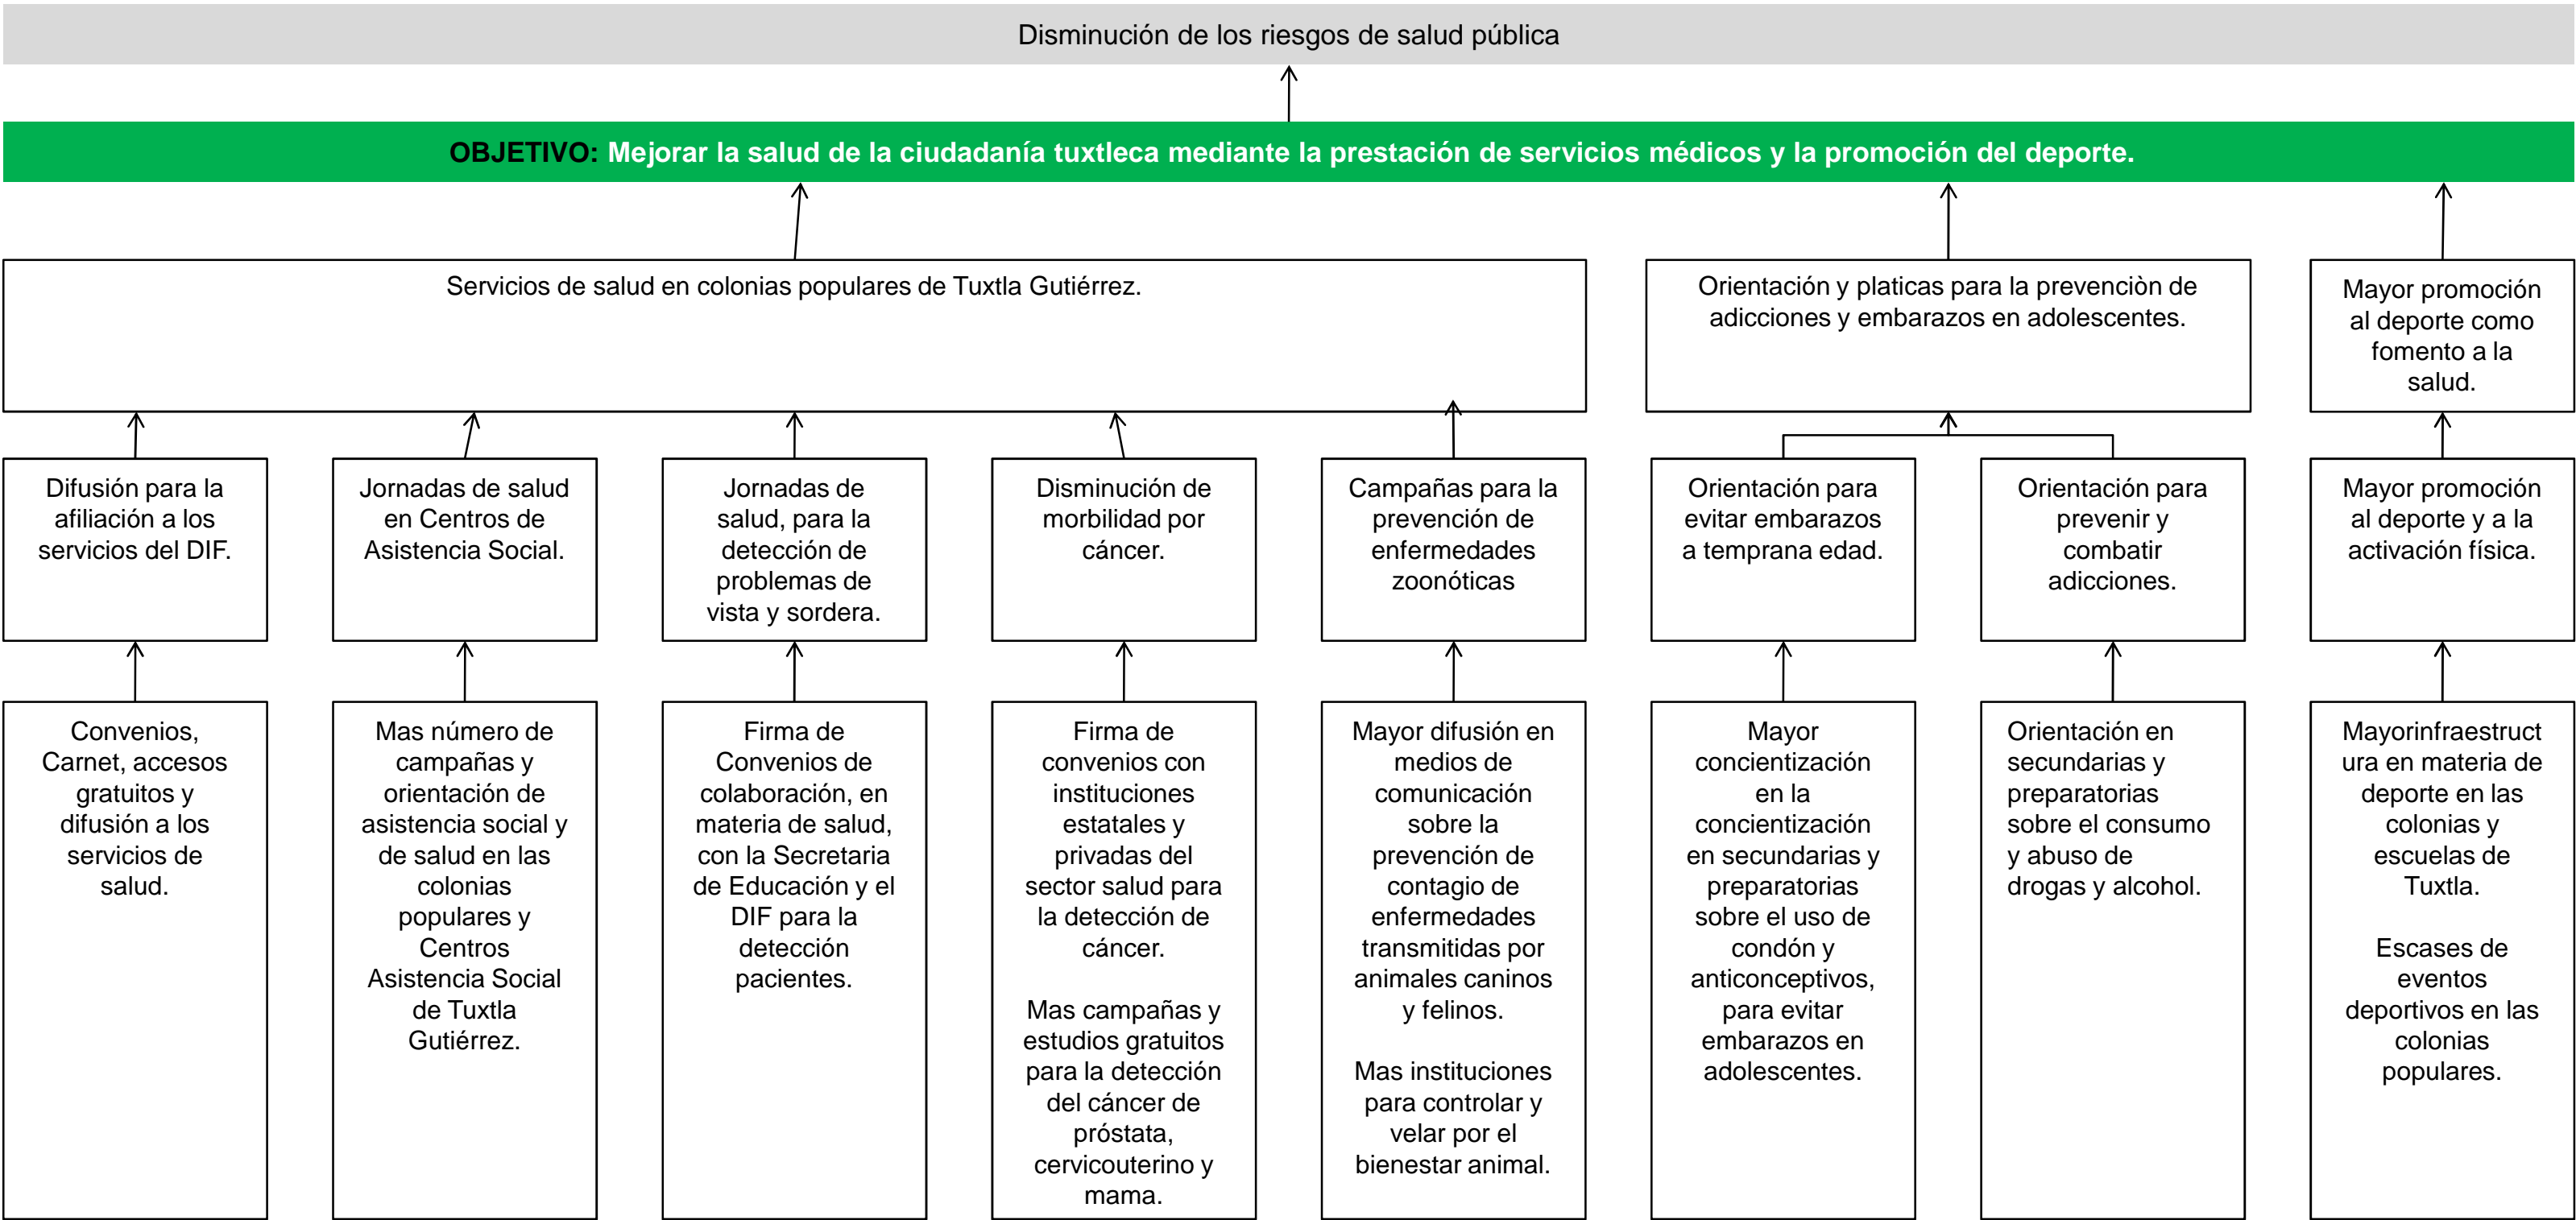 Disminución de los riesgos de salud pública
OBJETIVO: Mejorar la salud de la ciudadanía tuxtleca mediante la prestación de servicios médicos y la promoción del deporte.
Servicios de salud en colonias populares de Tuxtla Gutiérrez.
Orientación y platicas para la prevenciòn de
adicciones y embarazos en adolescentes.
Mayor promoción
al deporte como
fomento a la
salud.
Difusión para la
afiliación a los
servicios del DIF.
Jornadas de salud
en Centros de
Asistencia Social.
Jornadas de
salud, para la
detección de
problemas de
vista y sordera.
Disminución de
morbilidad por
cáncer.
Campañas para la
prevención de
enfermedades
zoonóticas
Orientación para
evitar embarazos
a temprana edad.
Orientación para
prevenir y
combatir
adicciones.
Mayor promoción
al deporte y a la
activación física.
Convenios,
Carnet, accesos
gratuitos y
difusión a los
servicios de
salud.
Mas número de
campañas y
orientación de
asistencia social y
de salud en las
colonias
populares y
Centros
Asistencia Social
de Tuxtla
Gutiérrez.
Firma de
Convenios de
colaboración, en
materia de salud,
con la Secretaria
de Educación y el
DIF para la
detección
pacientes.
Firma de
convenios con
instituciones
estatales y
privadas del
sector salud para
la detección de
cáncer.
Mas campañas y
estudios gratuitos
para la detección
del cáncer de
próstata,
cervicouterino y
mama.
Mayor difusión en
medios de
comunicación
sobre la
prevención de
contagio de
enfermedades
transmitidas por
animales caninos
y felinos.
Mas instituciones
para controlar y
velar por el
bienestar animal.
Mayor
concientización
en la
concientización
en secundarias y
preparatorias
sobre el uso de
condón y
anticonceptivos,
para evitar
embarazos en
adolescentes.
Orientación en
secundarias y
preparatorias
sobre el consumo
y abuso de
drogas y alcohol.
Mayorinfraestruct
ura en materia de
deporte en las
colonias y
escuelas de
Tuxtla.
Escases de
eventos
deportivos en las
colonias
populares.